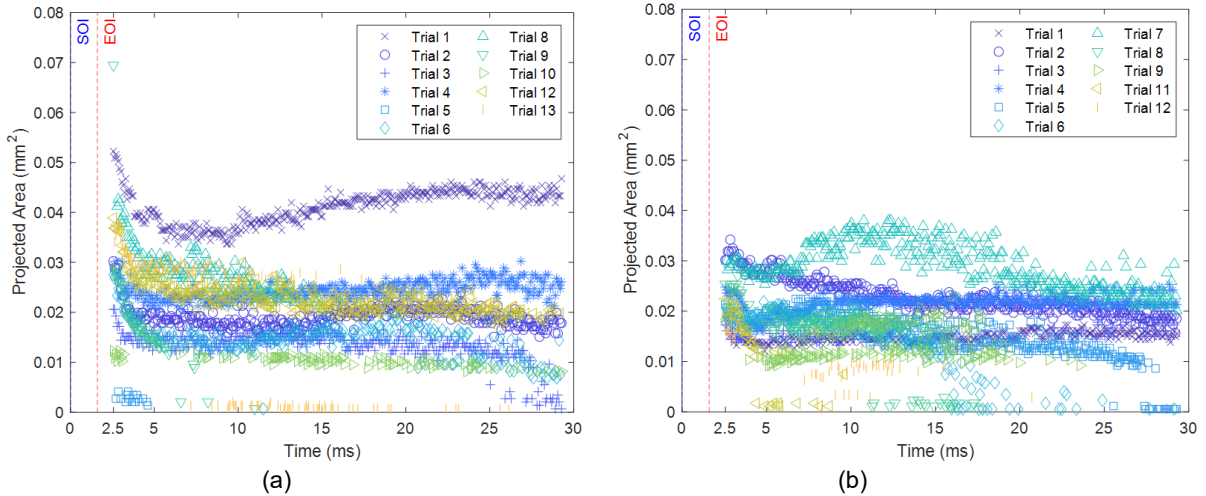 0.08
0.07
0.06
0.05
0.04
0.03
0.02
0.01
0
Projected Area (mm²)
SOI
EOI
Trial 1
Trial 2
Trial 3
Trial 4
Trial 5
Trial 6
Trial 8
Trial 9
Trial 10
Trial 12
Trial 13
0 2.5 5 10 15 20 25 30
Time (ms)
(a)
0.08
0.07
0.06
0.05
0.04
0.03
0.02
0.01
0
Projected Area (mm²)
SOI
EOI
Trial 1
Trial 2
Trial 3
Trial 4
Trial 5
Trial 6
Trial 7
Trial 8
Trial 9
Trial 11
Trial 12
0 2.5 5 10 15 20 25 30
Time (ms)
(b)